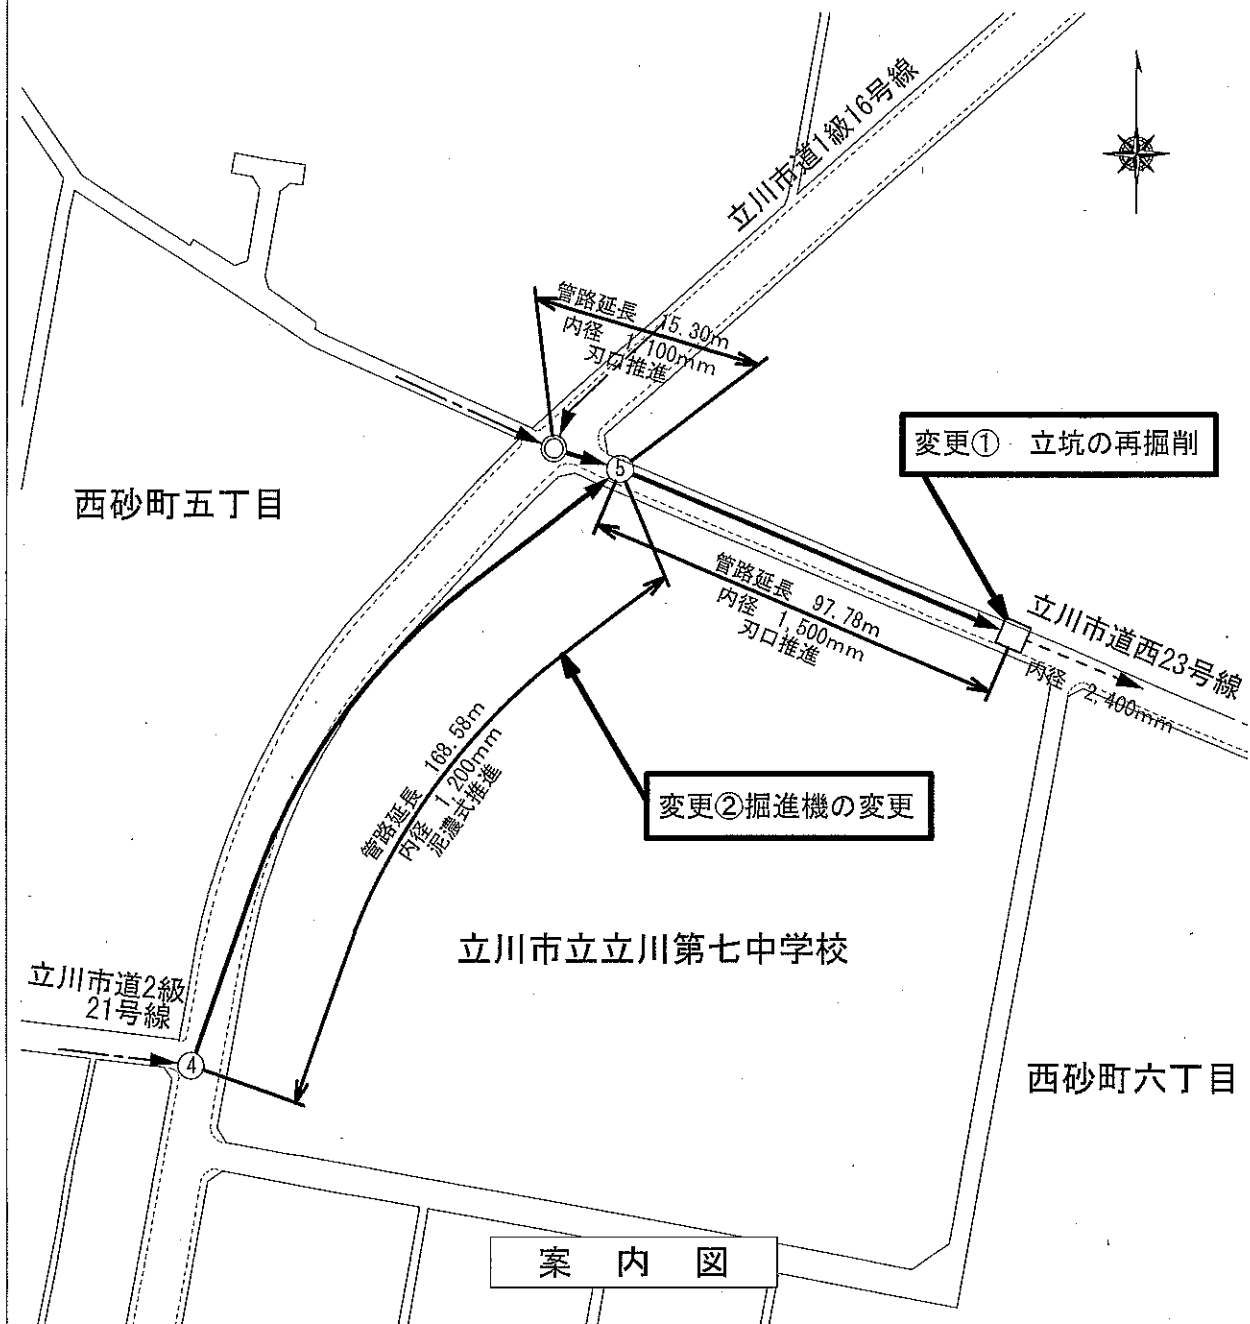 立川市道1級16号線
管路延長 15.30m
内径 1,100mm
刃口推進
変更① 立坑の再掘削
西砂町五丁目
5
管路延長 97.78m
内径 1,500mm
刃口推進
立川市道西23号線
内径 2,400mm
管路延長 168.58m
内径 1,200mm
泥濃式推進
変更②掘進機の変更
立川市立立川第七中学校
立川市道2級
21号線
4
西砂町六丁目
案 内 図